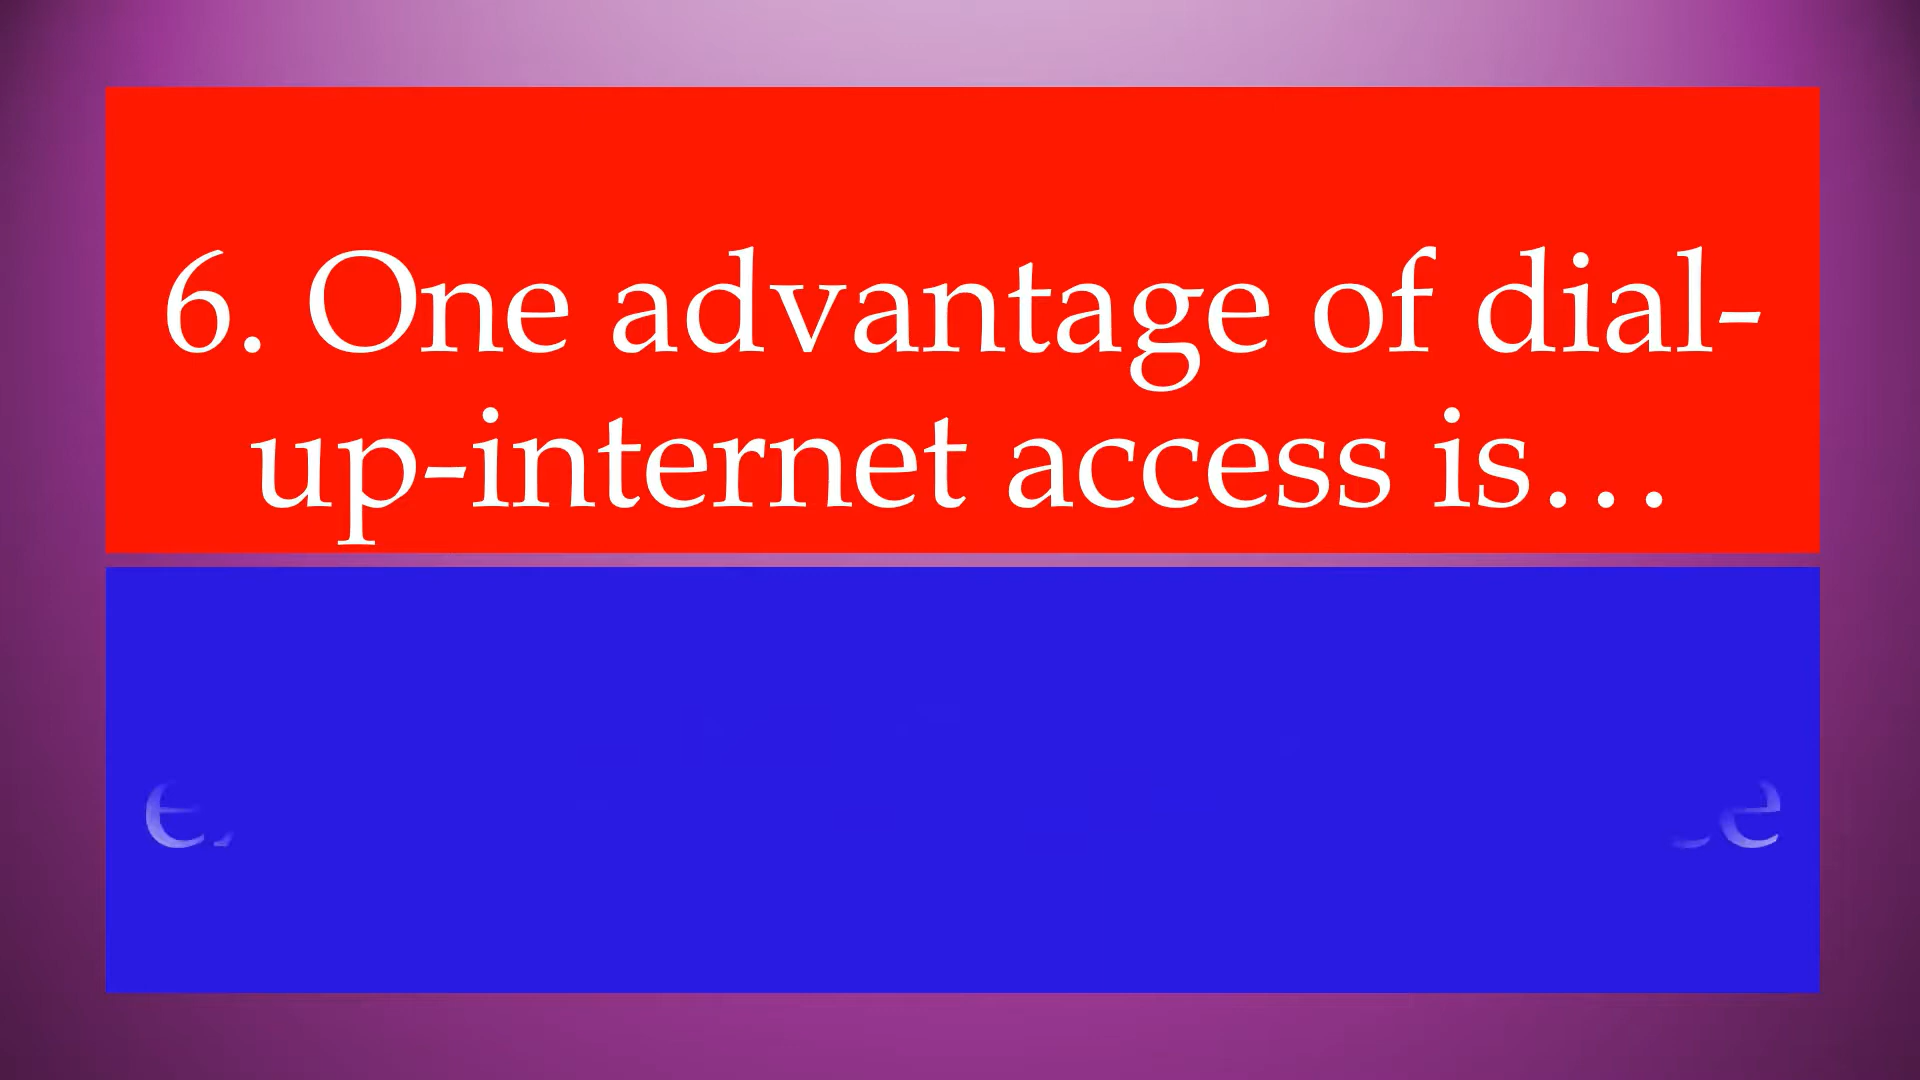 6. One advantage of dial-
up-internet access is…